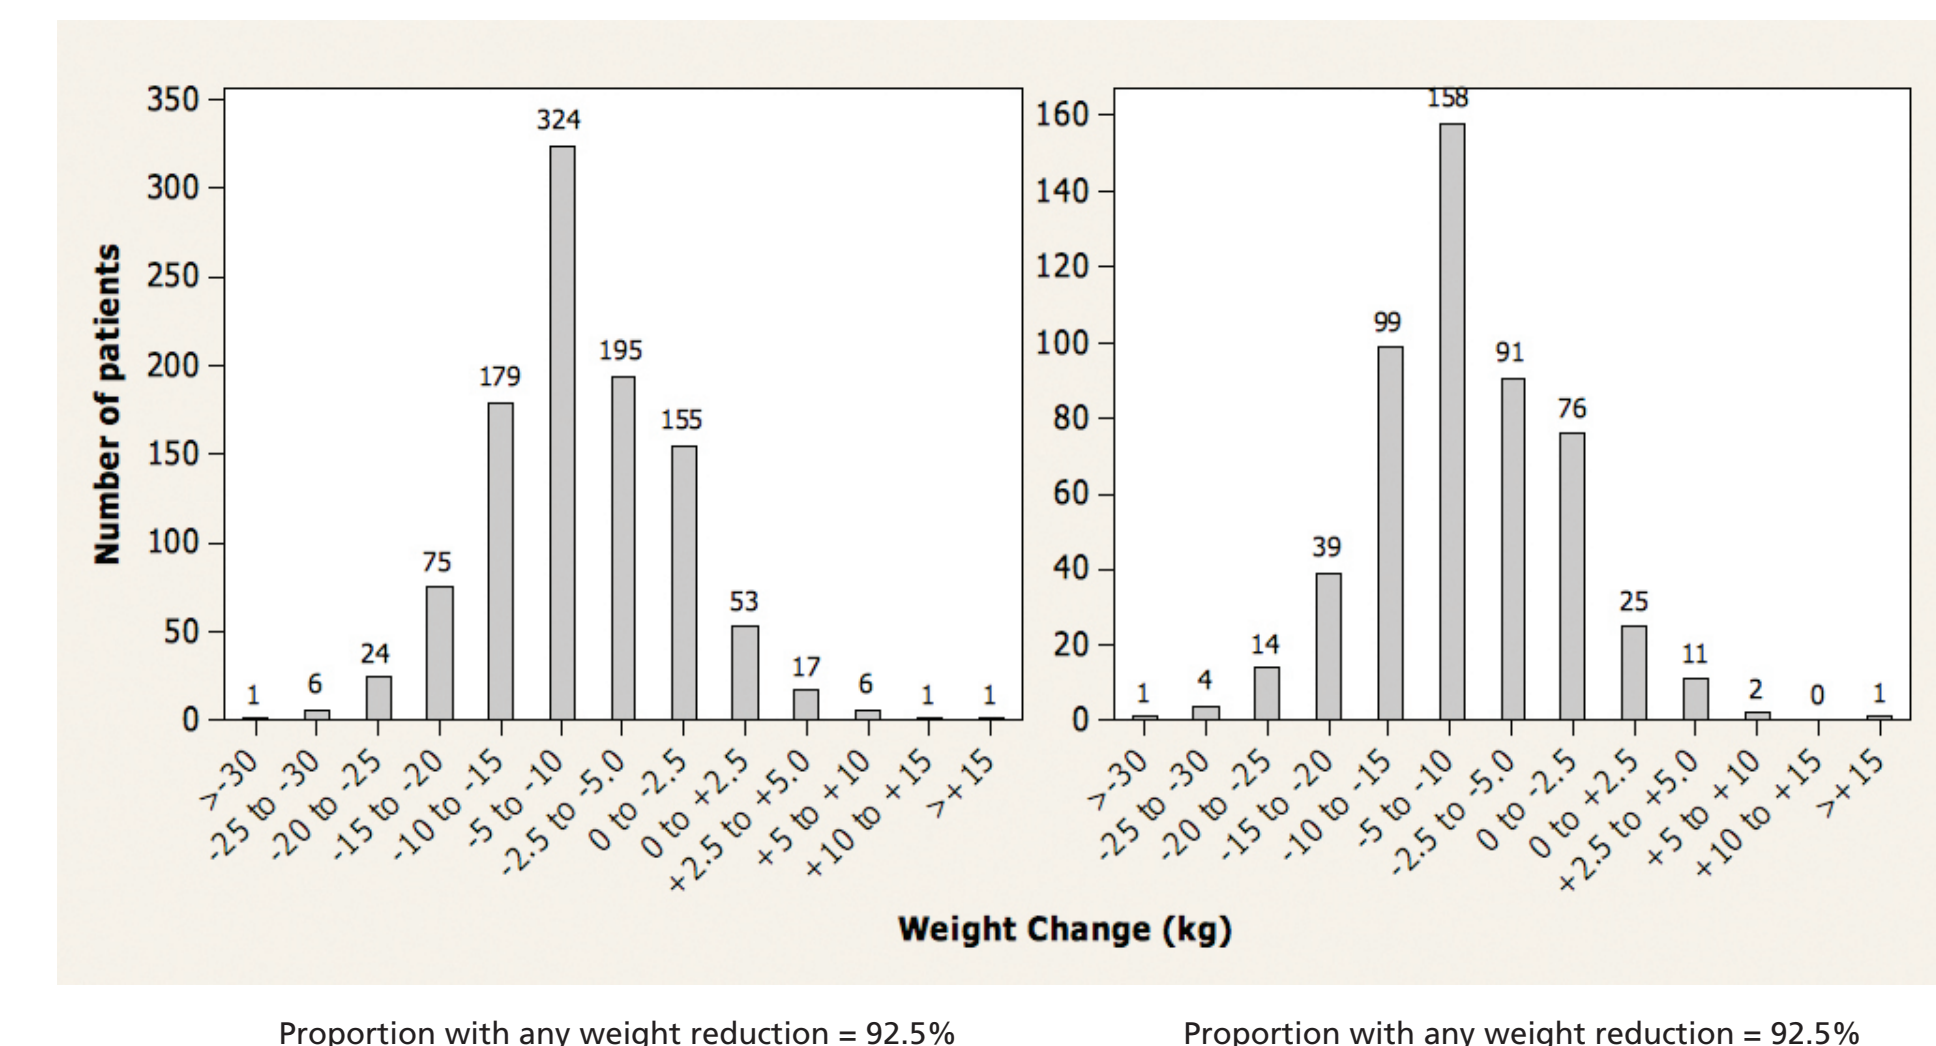 350
300
250
200
150
100
50
0
Number of patients
1 6 24 75 179 324 195 155 53 17 6 1 1
>-30
-25 to -30
-20 to -25
-15 to -20
-10 to -15
-5 to -10
-2.5 to -5.0
0 to -2.5
0 to +2.5
+2.5 to +5.0
+5 to +10
+10 to +15
>+15
160
140
120
100
80
60
40
20
0
1 4 14 39 99 158 91 76 25 11 2 0 1
>-30
-25 to -30
-20 to -25
-15 to -20
-10 to -15
-5 to -10
-2.5 to -5.0
0 to -2.5
0 to +2.5
+2.5 to +5.0
+5 to +10
+10 to +15
>+15
Weight Change (kg)
Proportion with any weight reduction = 92.5%
Proportion with any weight reduction = 92.5%